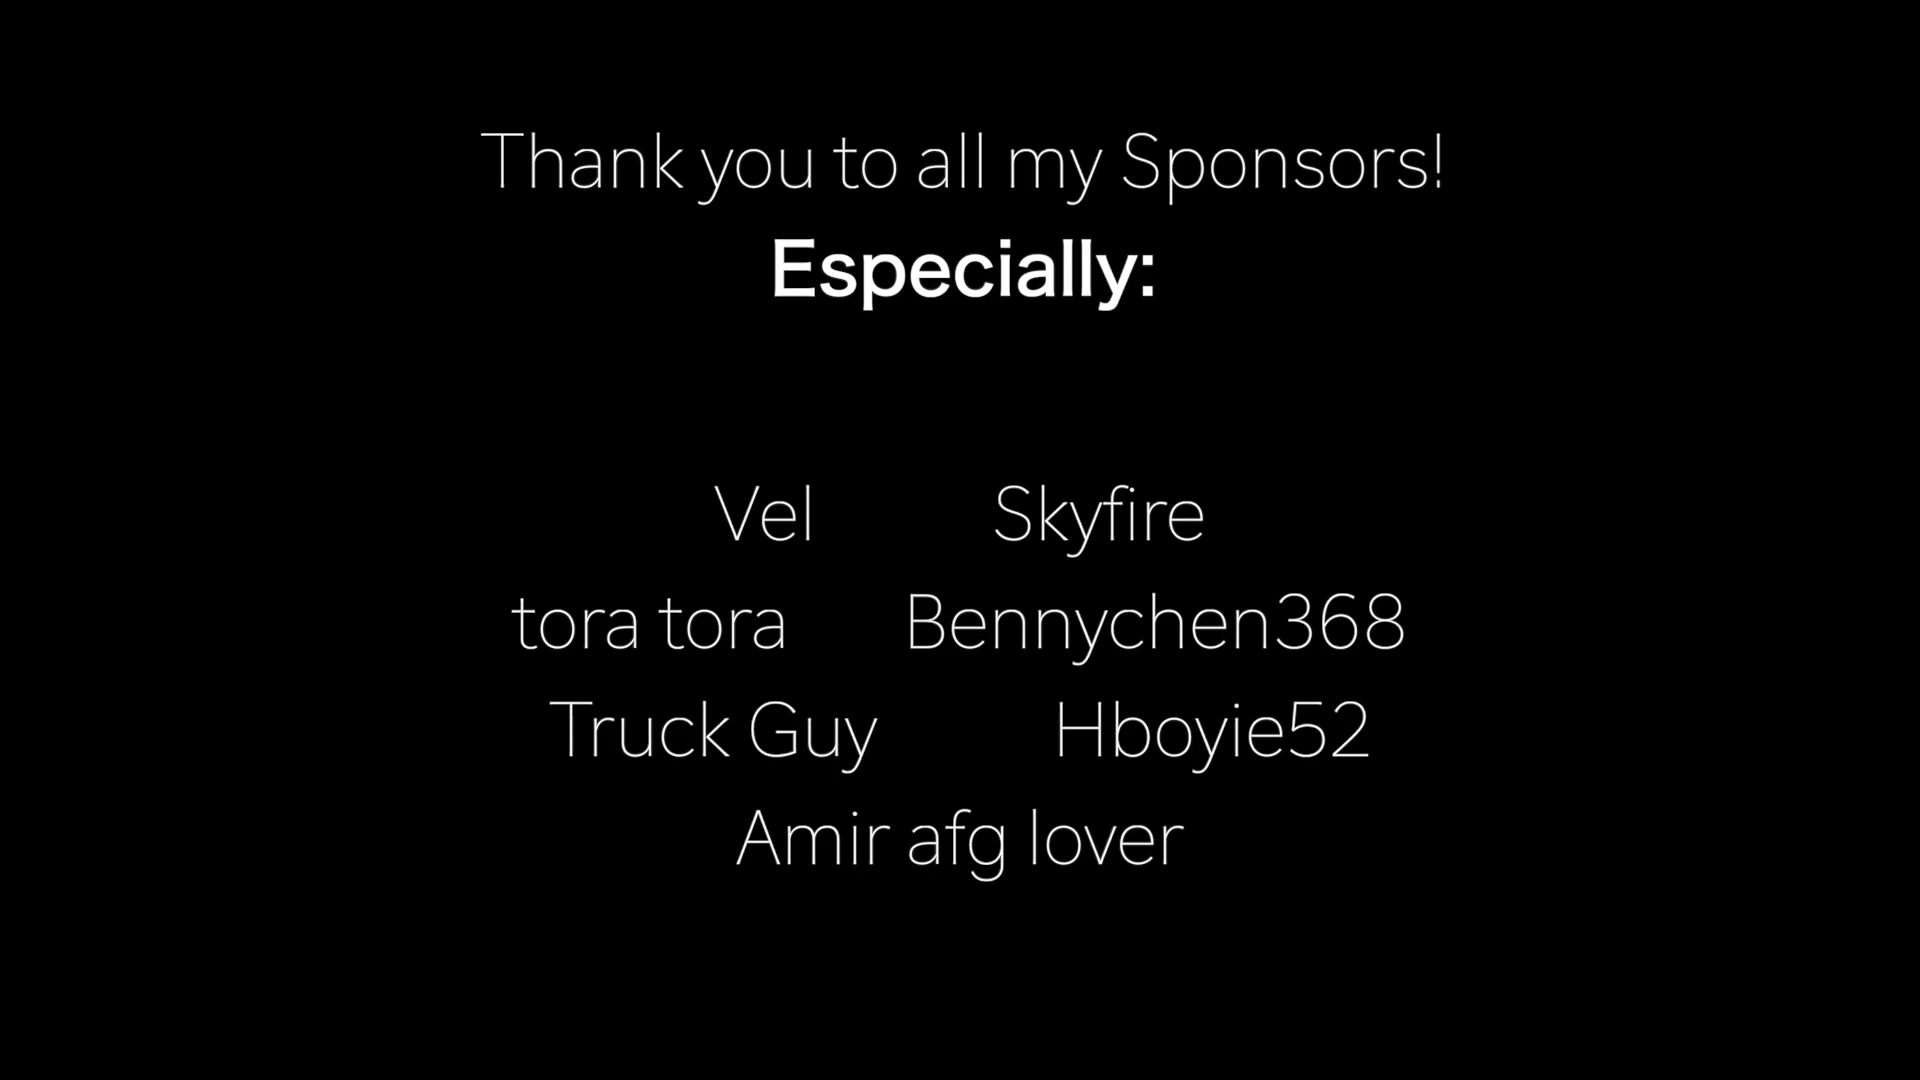 Thank you to all my Sponsors!
Especially:
Vel Skyfire
tora tora Bennychen368
Truck Guy Hboyie52
Amir afg lover